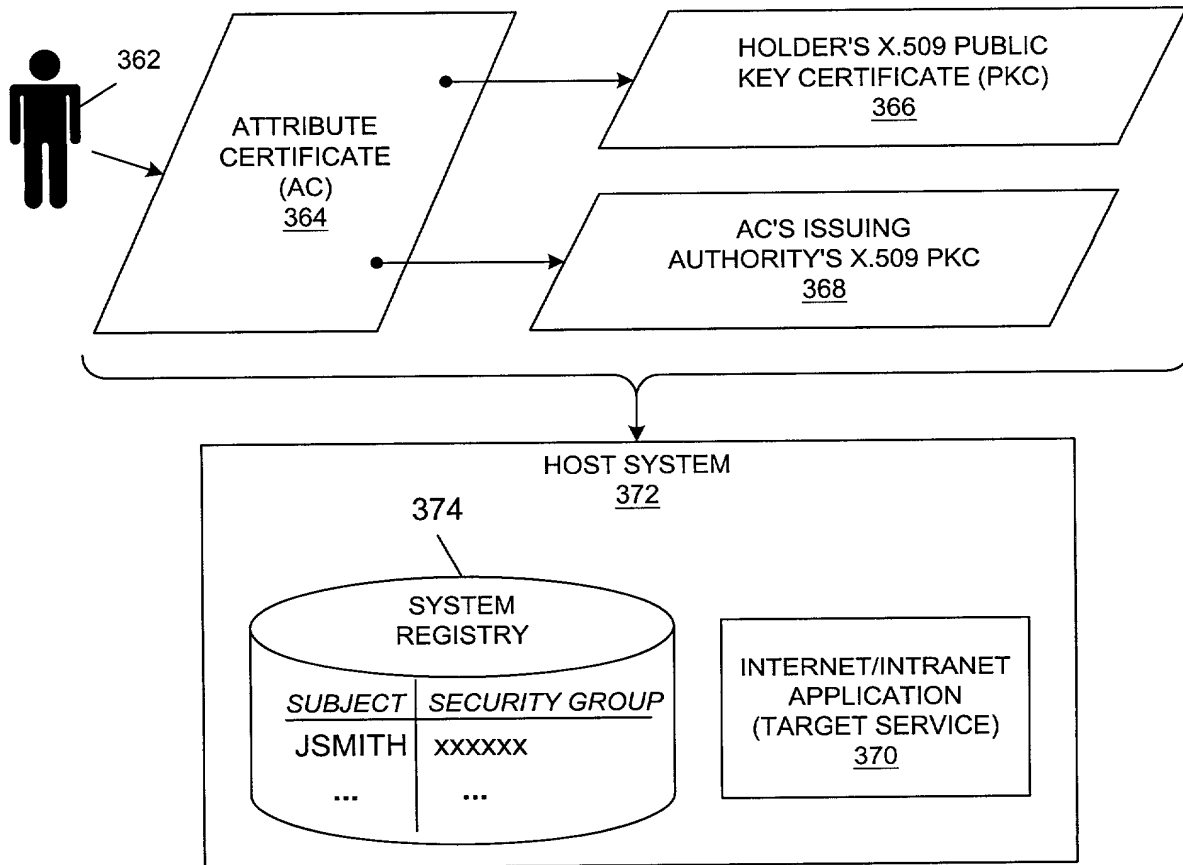 362
ATTRIBUTE
CERTIFICATE
(AC)
364
HOLDER'S X.509 PUBLIC
KEY CERTIFICATE (PKC)
366
AC'S ISSUING
AUTHORITY'S X.509 PKC
368
HOST SYSTEM
372
374
SYSTEM
REGISTRY
SUBJECT SECURITY GROUP
JSMITH xxxxxx
... ...
INTERNET/INTRANET
APPLICATION
(TARGET SERVICE)
370